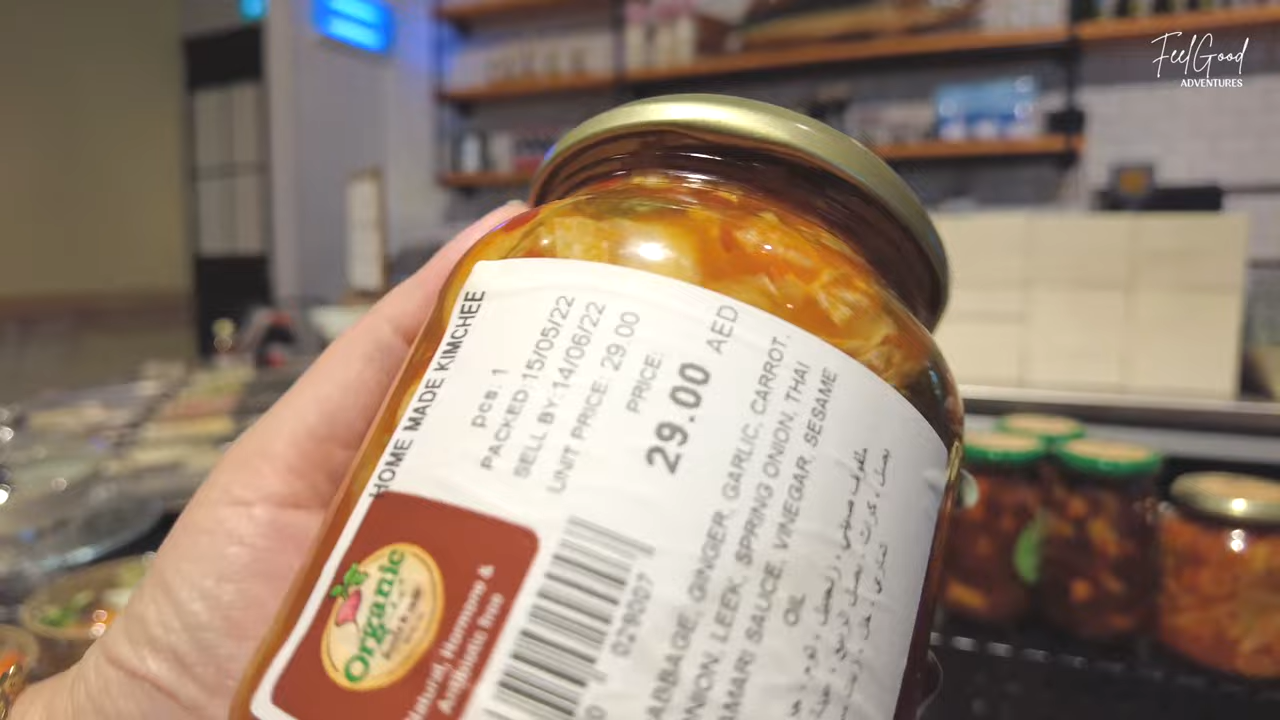 FeelGood
ADVENTURES
HOME MADE KIMCHEE
pcs: 1
PACKED:15/05/22
SELL BY:14/06/22
UNIT PRICE: 29.00
PRICE:
29.00 AED
ABBAGE, GINGER, GARLIC, CARROT,
ONION, LEEK, SPRING ONION, THAI
AMARI SAUCE, VINEGAR, SESAME
OIL
Organic
Natural, Hormone &
Antibiotic free